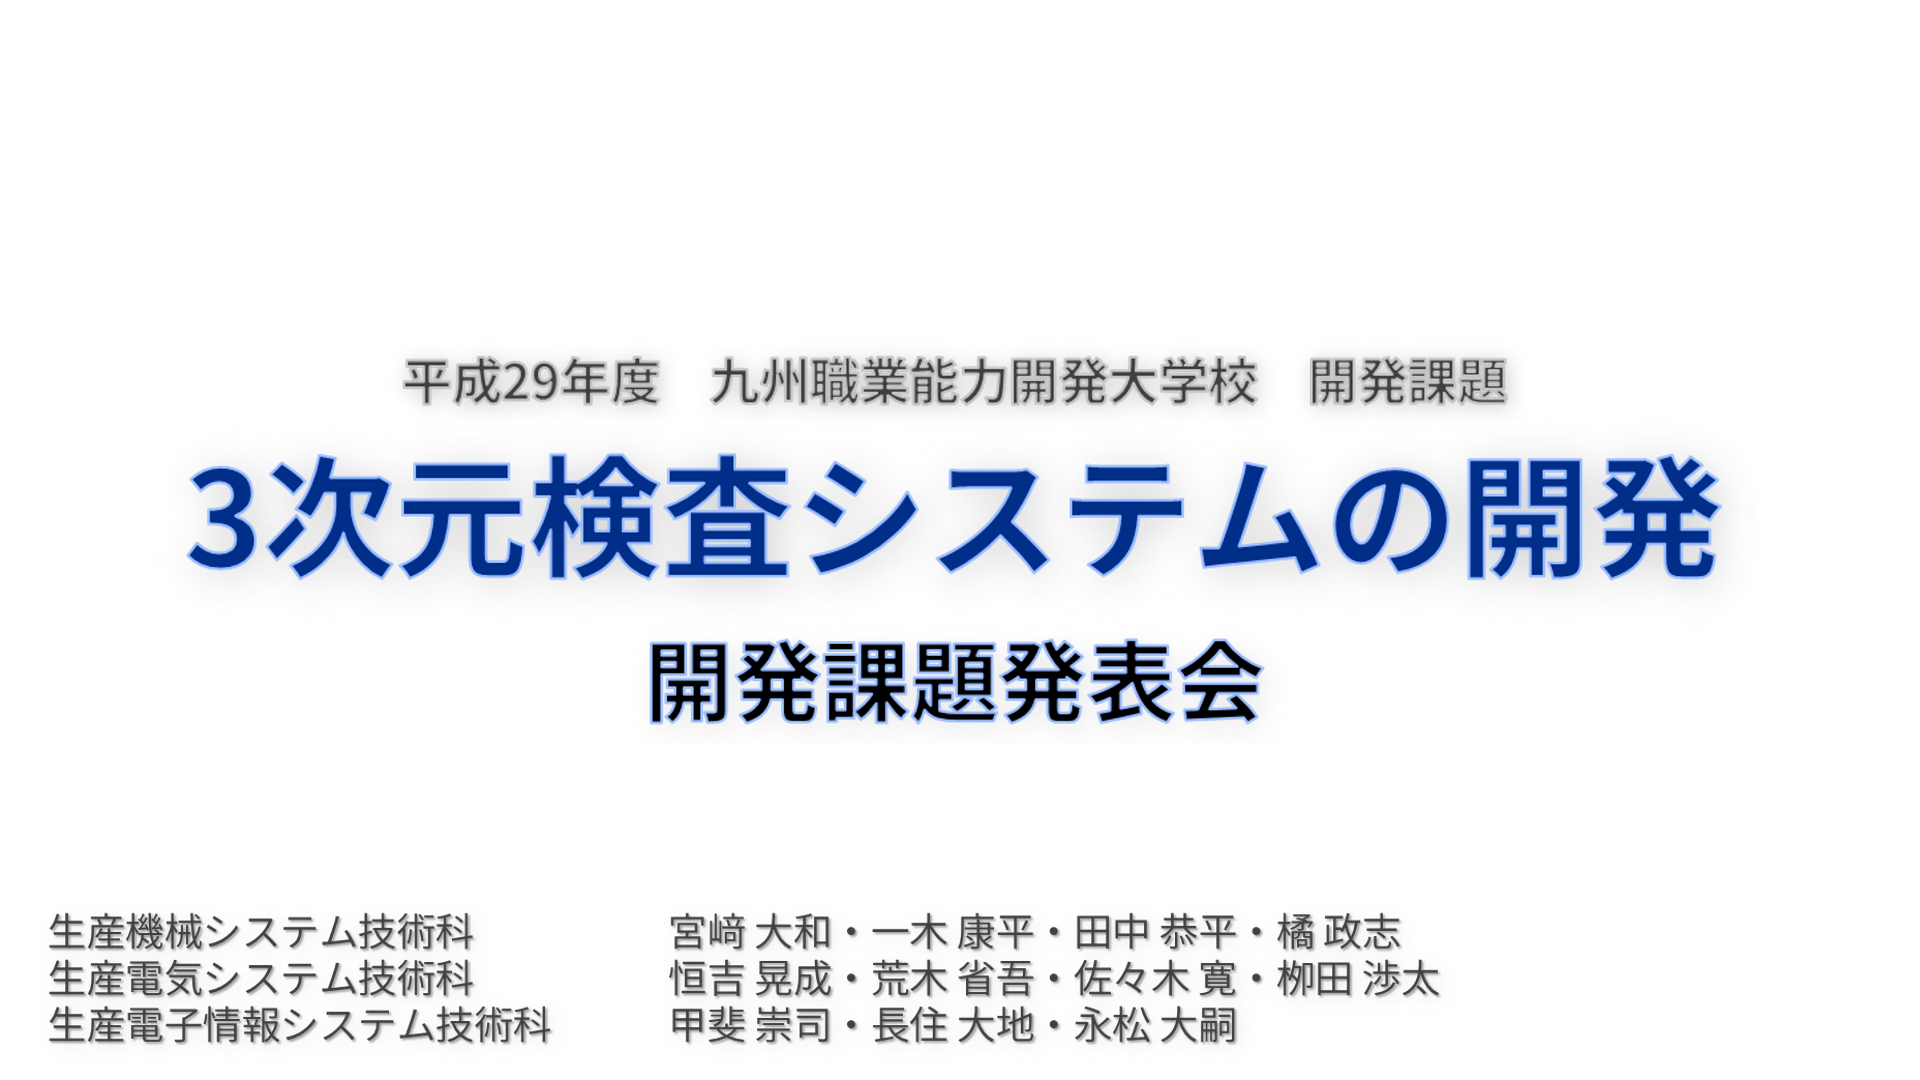 平成29年度　九州職業能力開発大学校　開発課題
3次元検査システムの開発
開発課題発表会
生産機械システム技術科　宮﨑 大和・一木 康平・田中 恭平・橘 政志
生産電気システム技術科　恒吉 晃成・荒木 省吾・佐々木 寛・栁田 渉太
生産電子情報システム技術科　甲斐 崇司・長住 大地・永松 大嗣